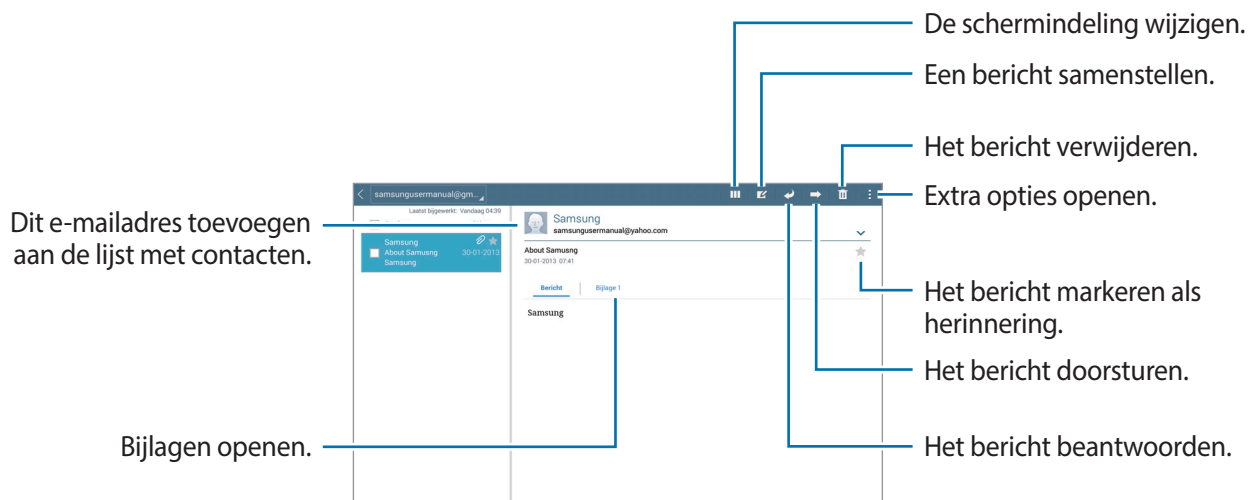 De schermindeling wijzigen.
Een bericht samenstellen.
Het bericht verwijderen.
Extra opties openen.
Dit e-mailadres toevoegen
aan de lijst met contacten.
samsungusermanual@gm...
Laatst bijgewerkt: Vandaag 04:39
Samsung
About Samusng 30-01-2013
Samsung
Samsung
samsungusermanual@yahoo.com
About Samusng
30-01-2013 07:41
Bericht Bijlage 1
Samsung
Het bericht markeren als
herinnering.
Het bericht doorsturen.
Bijlagen openen.
Het bericht beantwoorden.